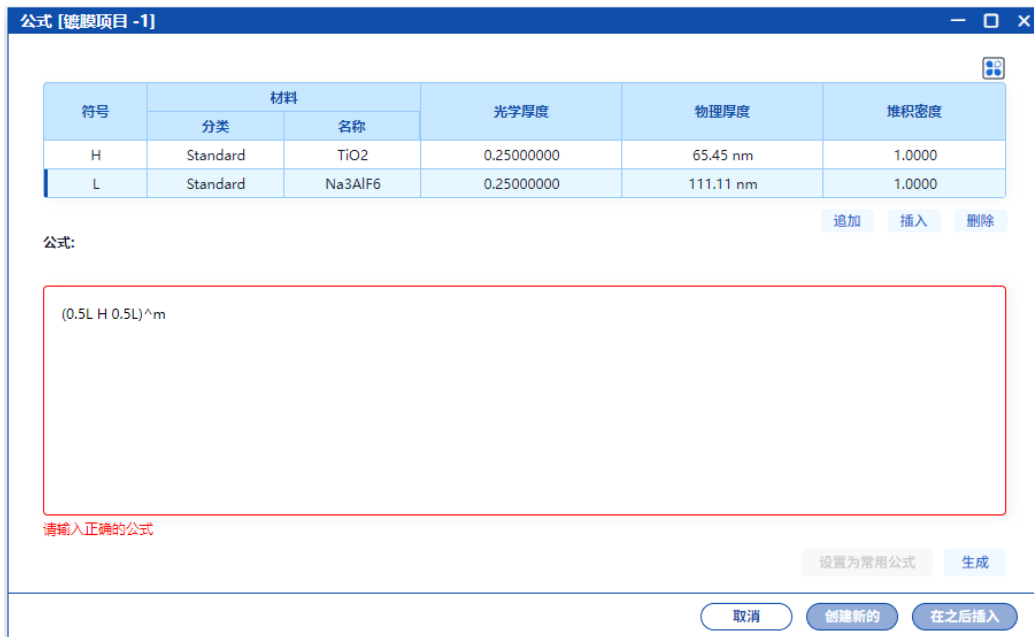 公式 [镀膜项目 -1]
符号 材料 光学厚度 物理厚度 堆积密度
分类 名称
H Standard TiO2 0.25000000 65.45 nm 1.0000
L Standard Na3AlF6 0.25000000 111.11 nm 1.0000
追加 插入 删除
公式:
(0.5L H 0.5L)^m
请输入正确的公式
设置为常用公式 生成
取消 创建新的 在之后插入